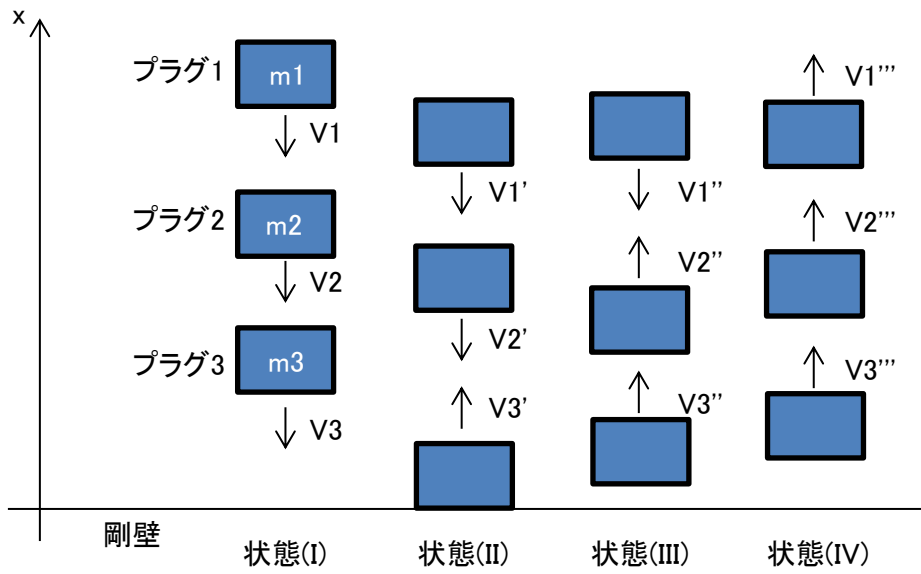 x
プラグ1
m1
V1
プラグ2
m2
V2
プラグ3
m3
V3
V1'
V2'
V3'
V1''
V2''
V3''
V1'''
V2'''
V3'''
剛壁
状態(I)
状態(II)
状態(III)
状態(IV)